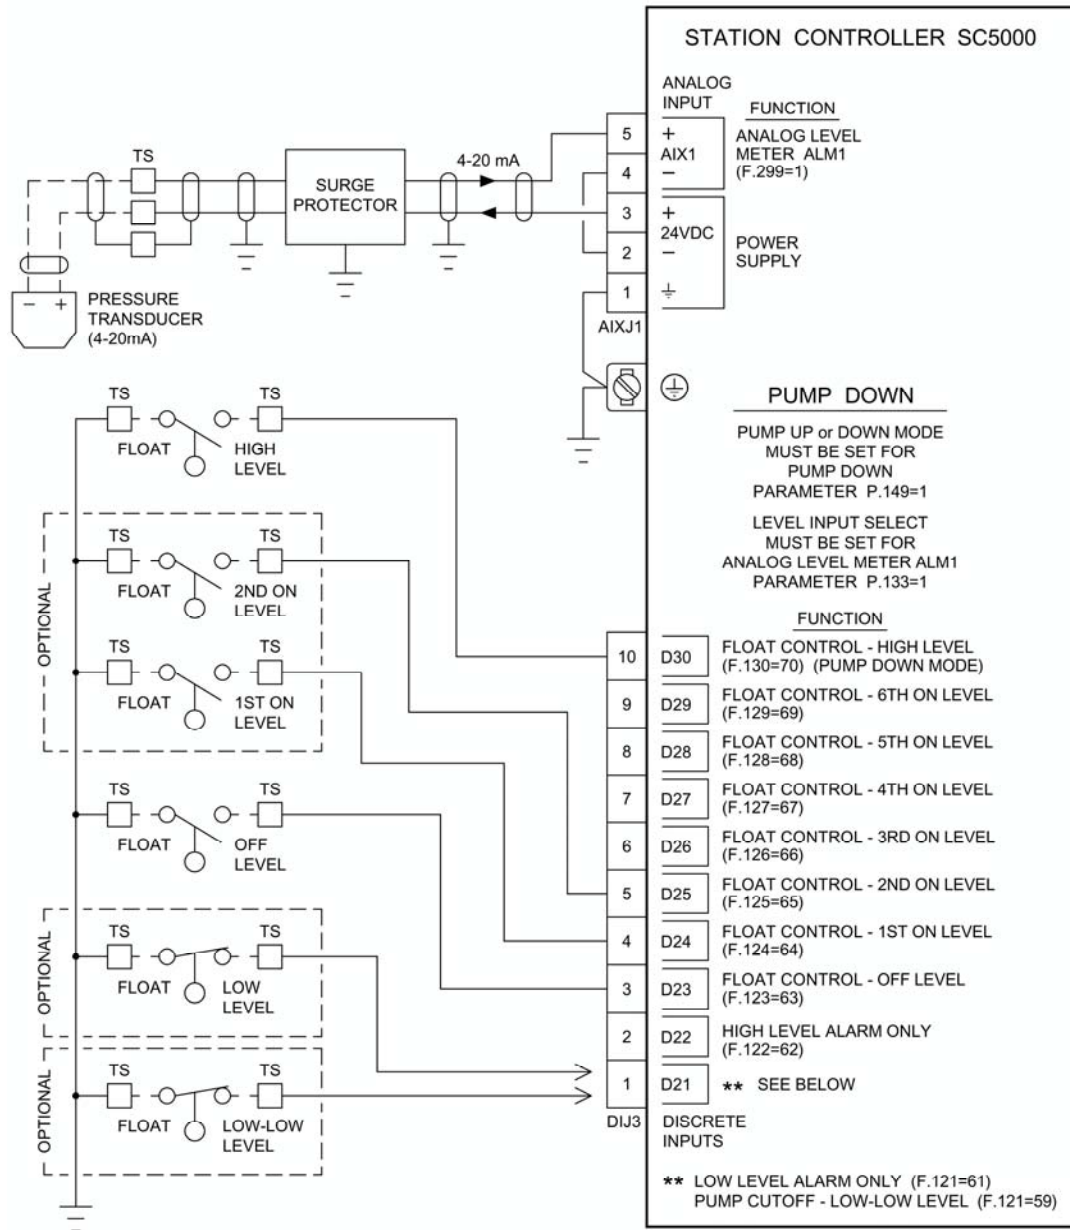 STATION CONTROLLER SC5000
ANALOG
INPUT
FUNCTION
5
+
AIX1
ANALOG LEVEL
METER ALM1
(F.299=1)
4
−
3
+
24VDC
POWER
SUPPLY
2
−
1
AIXJ1
TS
SURGE
PROTECTOR
4-20 mA
− +
PRESSURE
TRANSDUCER
(4-20mA)
PUMP DOWN
PUMP UP or DOWN MODE
MUST BE SET FOR
PUMP DOWN
PARAMETER P.149=1
LEVEL INPUT SELECT
MUST BE SET FOR
ANALOG LEVEL METER ALM1
PARAMETER P.133=1
TS TS
FLOAT
HIGH
LEVEL
OPTIONAL
TS TS
FLOAT
2ND ON
LEVEL
TS TS
FLOAT
1ST ON
LEVEL
TS TS
FLOAT
OFF
LEVEL
OPTIONAL
TS TS
FLOAT
LOW
LEVEL
OPTIONAL
TS TS
FLOAT
LOW-LOW
LEVEL
FUNCTION
10 D30 FLOAT CONTROL - HIGH LEVEL
(F.130=70) (PUMP DOWN MODE)
9 D29 FLOAT CONTROL - 6TH ON LEVEL
(F.129=69)
8 D28 FLOAT CONTROL - 5TH ON LEVEL
(F.128=68)
7 D27 FLOAT CONTROL - 4TH ON LEVEL
(F.127=67)
6 D26 FLOAT CONTROL - 3RD ON LEVEL
(F.126=66)
5 D25 FLOAT CONTROL - 2ND ON LEVEL
(F.125=65)
4 D24 FLOAT CONTROL - 1ST ON LEVEL
(F.124=64)
3 D23 FLOAT CONTROL - OFF LEVEL
(F.123=63)
2 D22 HIGH LEVEL ALARM ONLY
(F.122=62)
1 D21 ** SEE BELOW
DIJ3
DISCRETE
INPUTS
** LOW LEVEL ALARM ONLY (F.121=61)
PUMP CUTOFF - LOW-LOW LEVEL (F.121=59)